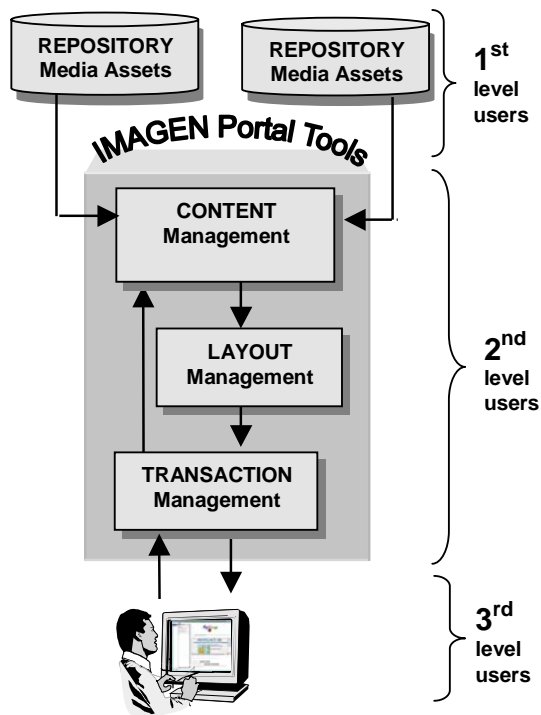 REPOSITORY
Media Assets
REPOSITORY
Media Assets
1st
level
users
IMAGEN Portal Tools
CONTENT
Management
LAYOUT
Management
TRANSACTION
Management
2nd
level
users
3rd
level
users